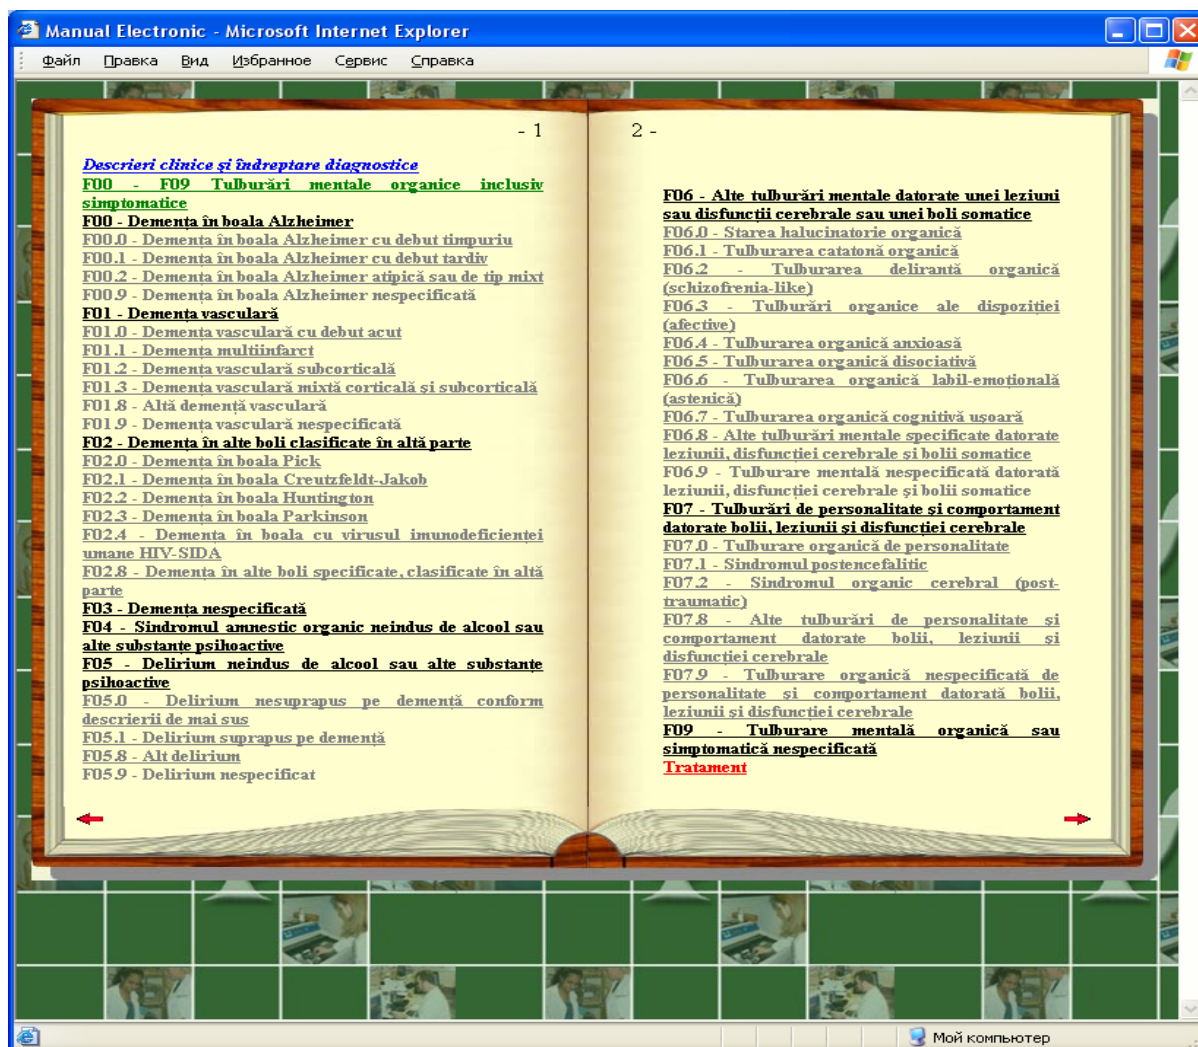 Manual Electronic - Microsoft Internet Explorer
Файл Правка Вид Избранное Сервис Справка
- 1
Descrieri clinice şi îndreptare diagnostice
F00 - F09 Tulburări mentale organice inclusiv
simptomatice
F00 - Demenţa în boala Alzheimer
F00.0 - Demenţa în boala Alzheimer cu debut timpuriu
F00.1 - Demenţa în boala Alzheimer cu debut tardiv
F00.2 - Demenţa în boala Alzheimer atipică sau de tip mixt
F00.9 - Demenţa în boala Alzheimer nespecificată
F01 - Demenţa vasculară
F01.0 - Demenţa vasculară cu debut acut
F01.1 - Demenţa multiinfarct
F01.2 - Demenţa vasculară subcorticală
F01.3 - Demenţa vasculară mixtă corticală şi subcorticală
F01.8 - Altă demenţă vasculară
F01.9 - Demenţa vasculară nespecificată
F02 - Demenţa în alte boli clasificate în altă parte
F02.0 - Demenţa în boala Pick
F02.1 - Demenţa în boala Creutzfeldt-Jakob
F02.2 - Demenţa în boala Huntington
F02.3 - Demenţa în boala Parkinson
F02.4 - Demenţa în boala cu virusul imunodeficienţei
umane HIV-SIDA
F02.8 - Demenţa în alte boli specificate, clasificate în altă
parte
F03 - Demenţa nespecificată
F04 - Sindromul amnestic organic neindus de alcool sau
alte substanţe psihoactive
F05 - Delirium neindus de alcool sau alte substanţe
psihoactive
F05.0 - Delirium nesuprapus pe demenţă conform
descrierii de mai sus
F05.1 - Delirium suprapus pe demenţă
F05.8 - Alt delirium
F05.9 - Delirium nespecificat
2 -
F06 - Alte tulburări mentale datorate unei leziuni
sau disfuncţii cerebrale sau unei boli somatice
F06.0 - Starea halucinatorie organică
F06.1 - Tulburarea catatonă organică
F06.2 - Tulburarea delirantă organică
(schizofrenia-like)
F06.3 - Tulburări organice ale dispoziţiei
(afective)
F06.4 - Tulburarea organică anxioasă
F06.5 - Tulburarea organică disociativă
F06.6 - Tulburarea organică labil-emoţională
(astenică)
F06.7 - Tulburarea organică cognitivă uşoară
F06.8 - Alte tulburări mentale specificate datorate
leziunii, disfuncţiei cerebrale şi bolii somatice
F06.9 - Tulburare mentală nespecificată datorată
leziunii, disfuncţiei cerebrale şi bolii somatice
F07 - Tulburări de personalitate şi comportament
datorate bolii, leziunii şi disfuncţiei cerebrale
F07.0 - Tulburare organică de personalitate
F07.1 - Sindromul postencefalitic
F07.2 - Sindromul organic cerebral (post-
traumatic)
F07.8 - Alte tulburări de personalitate şi
comportament datorate bolii, leziunii şi
disfuncţiei cerebrale
F07.9 - Tulburare organică nespecificată de
personalitate şi comportament datorată bolii,
leziunii şi disfuncţiei cerebrale
F09 - Tulburare mentală organică sau
simptomatică nespecificată
Tratament
Мой компьютер